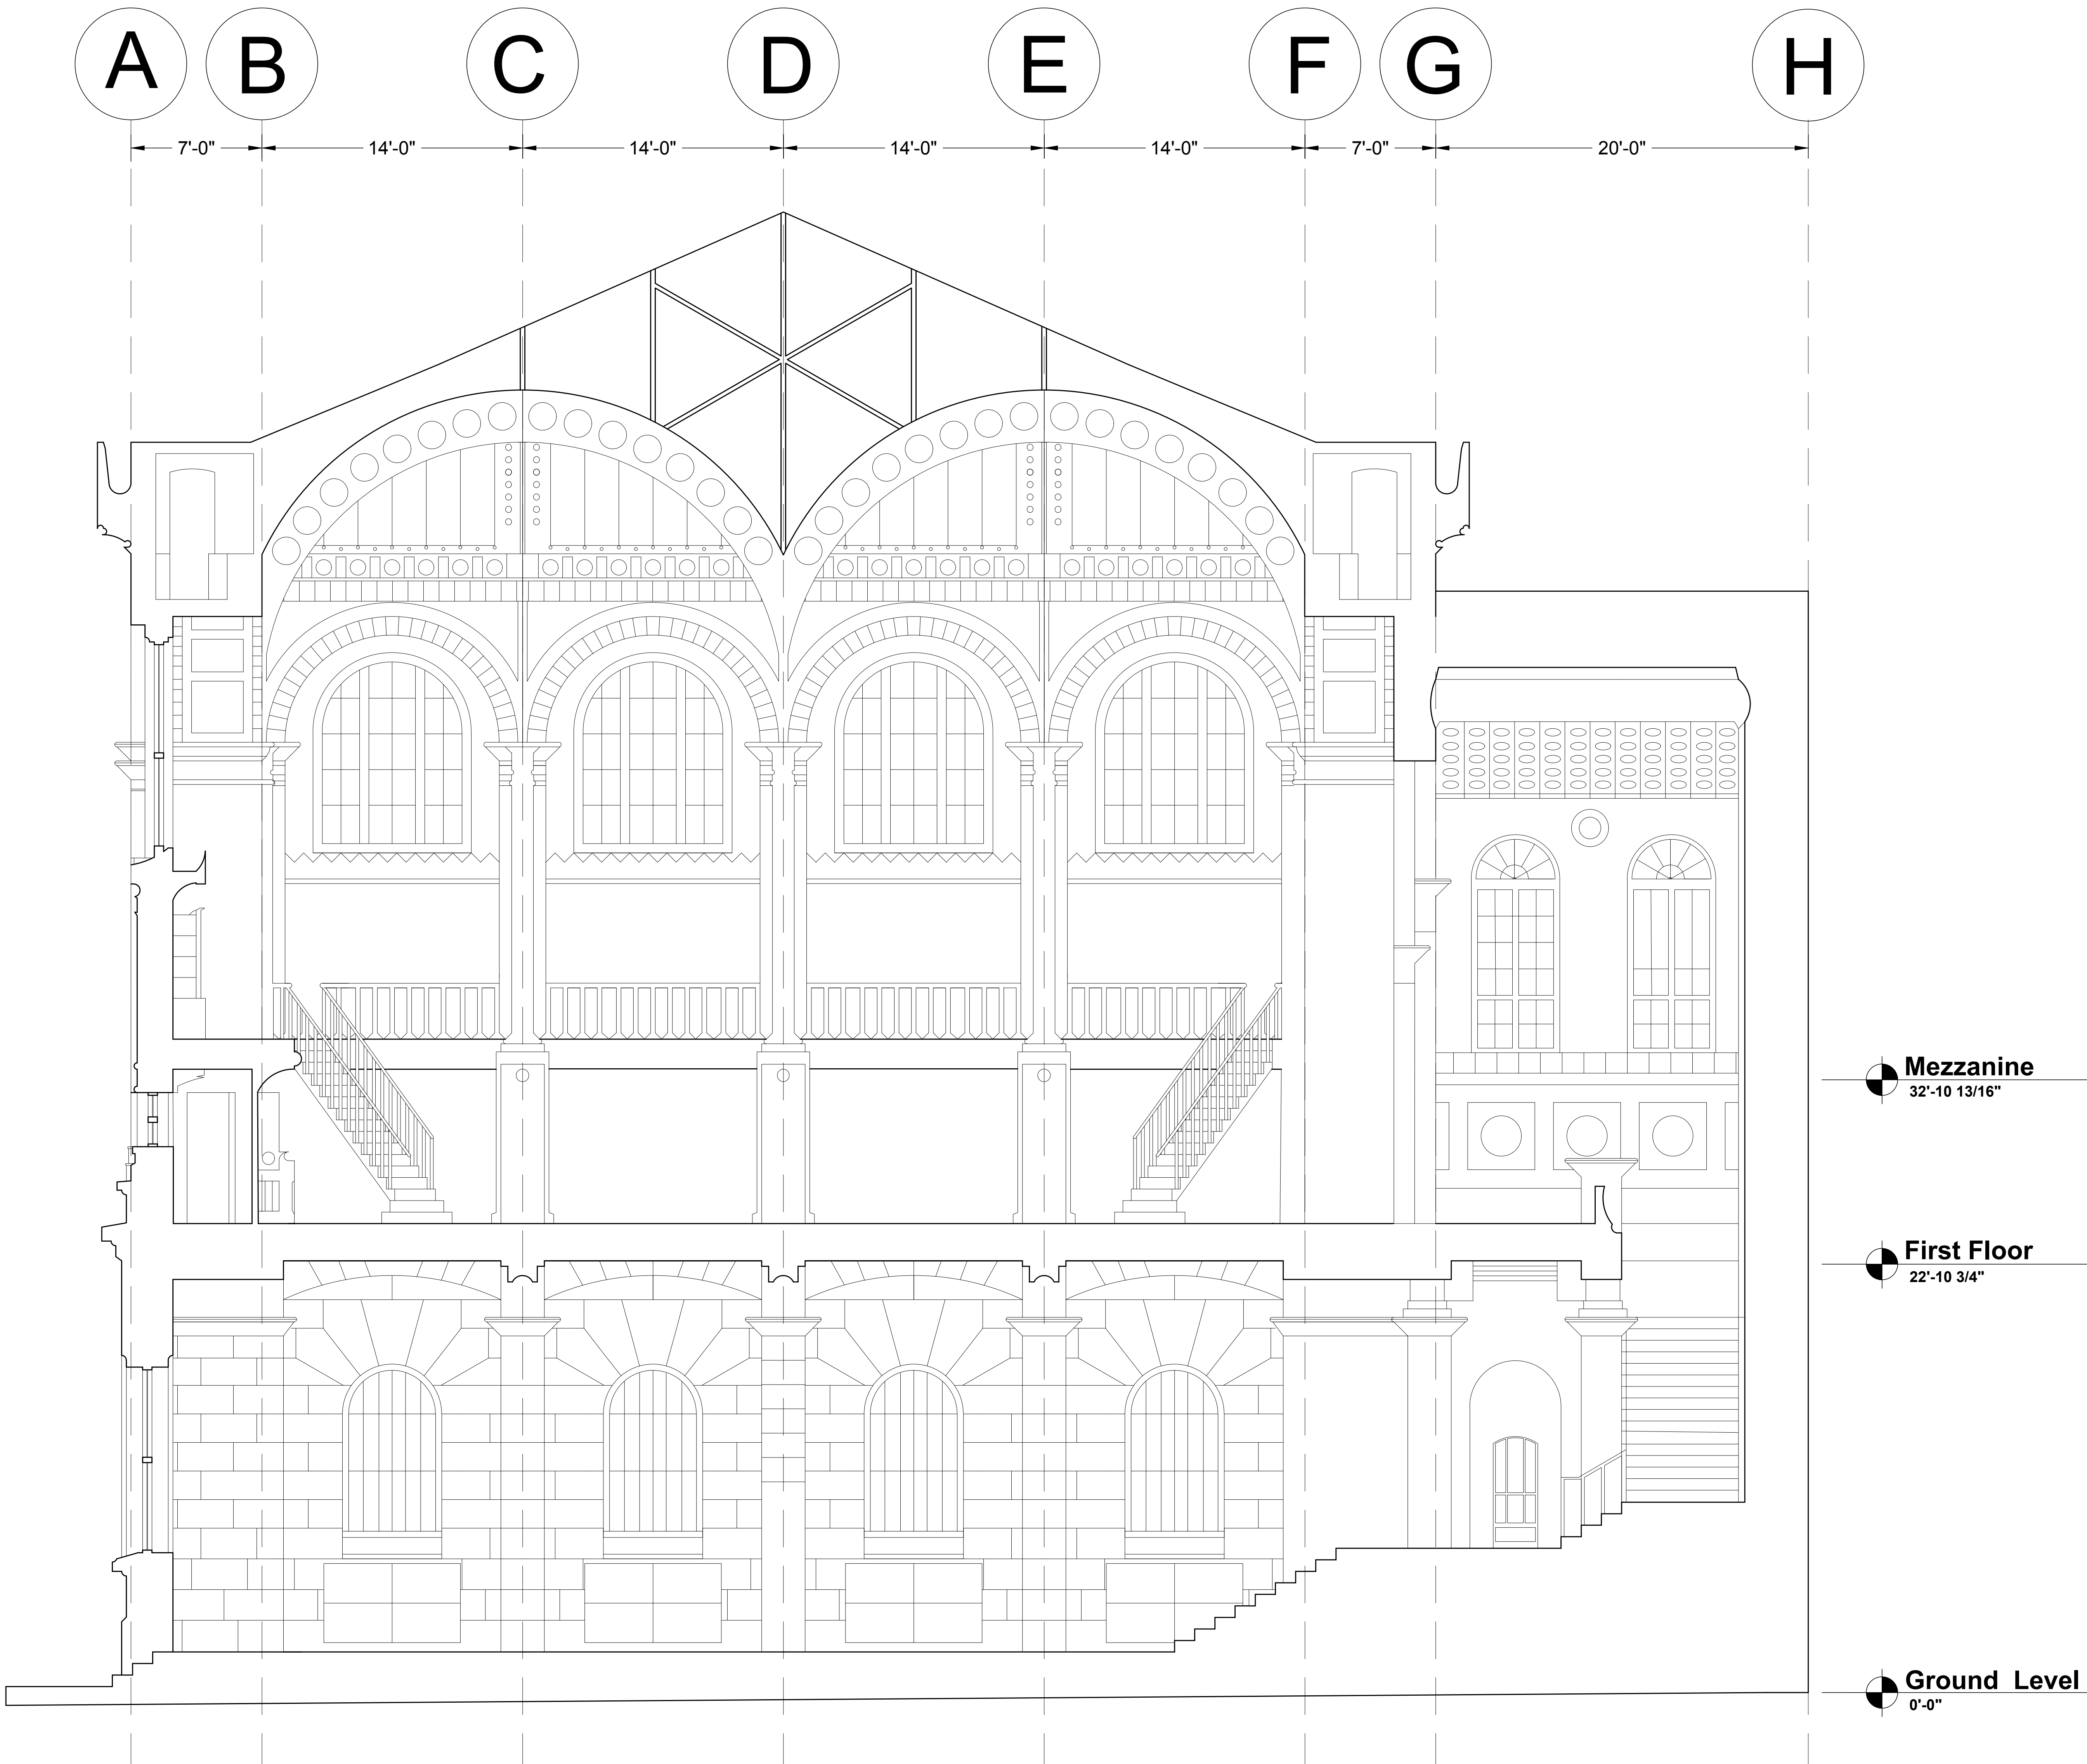 A B C D E F G H
7'-0" 14'-0" 14'-0" 14'-0" 14'-0" 7'-0" 20'-0"
Mezzanine
32'-10 13/16"
First Floor
22'-10 3/4"
Ground Level
0'-0"